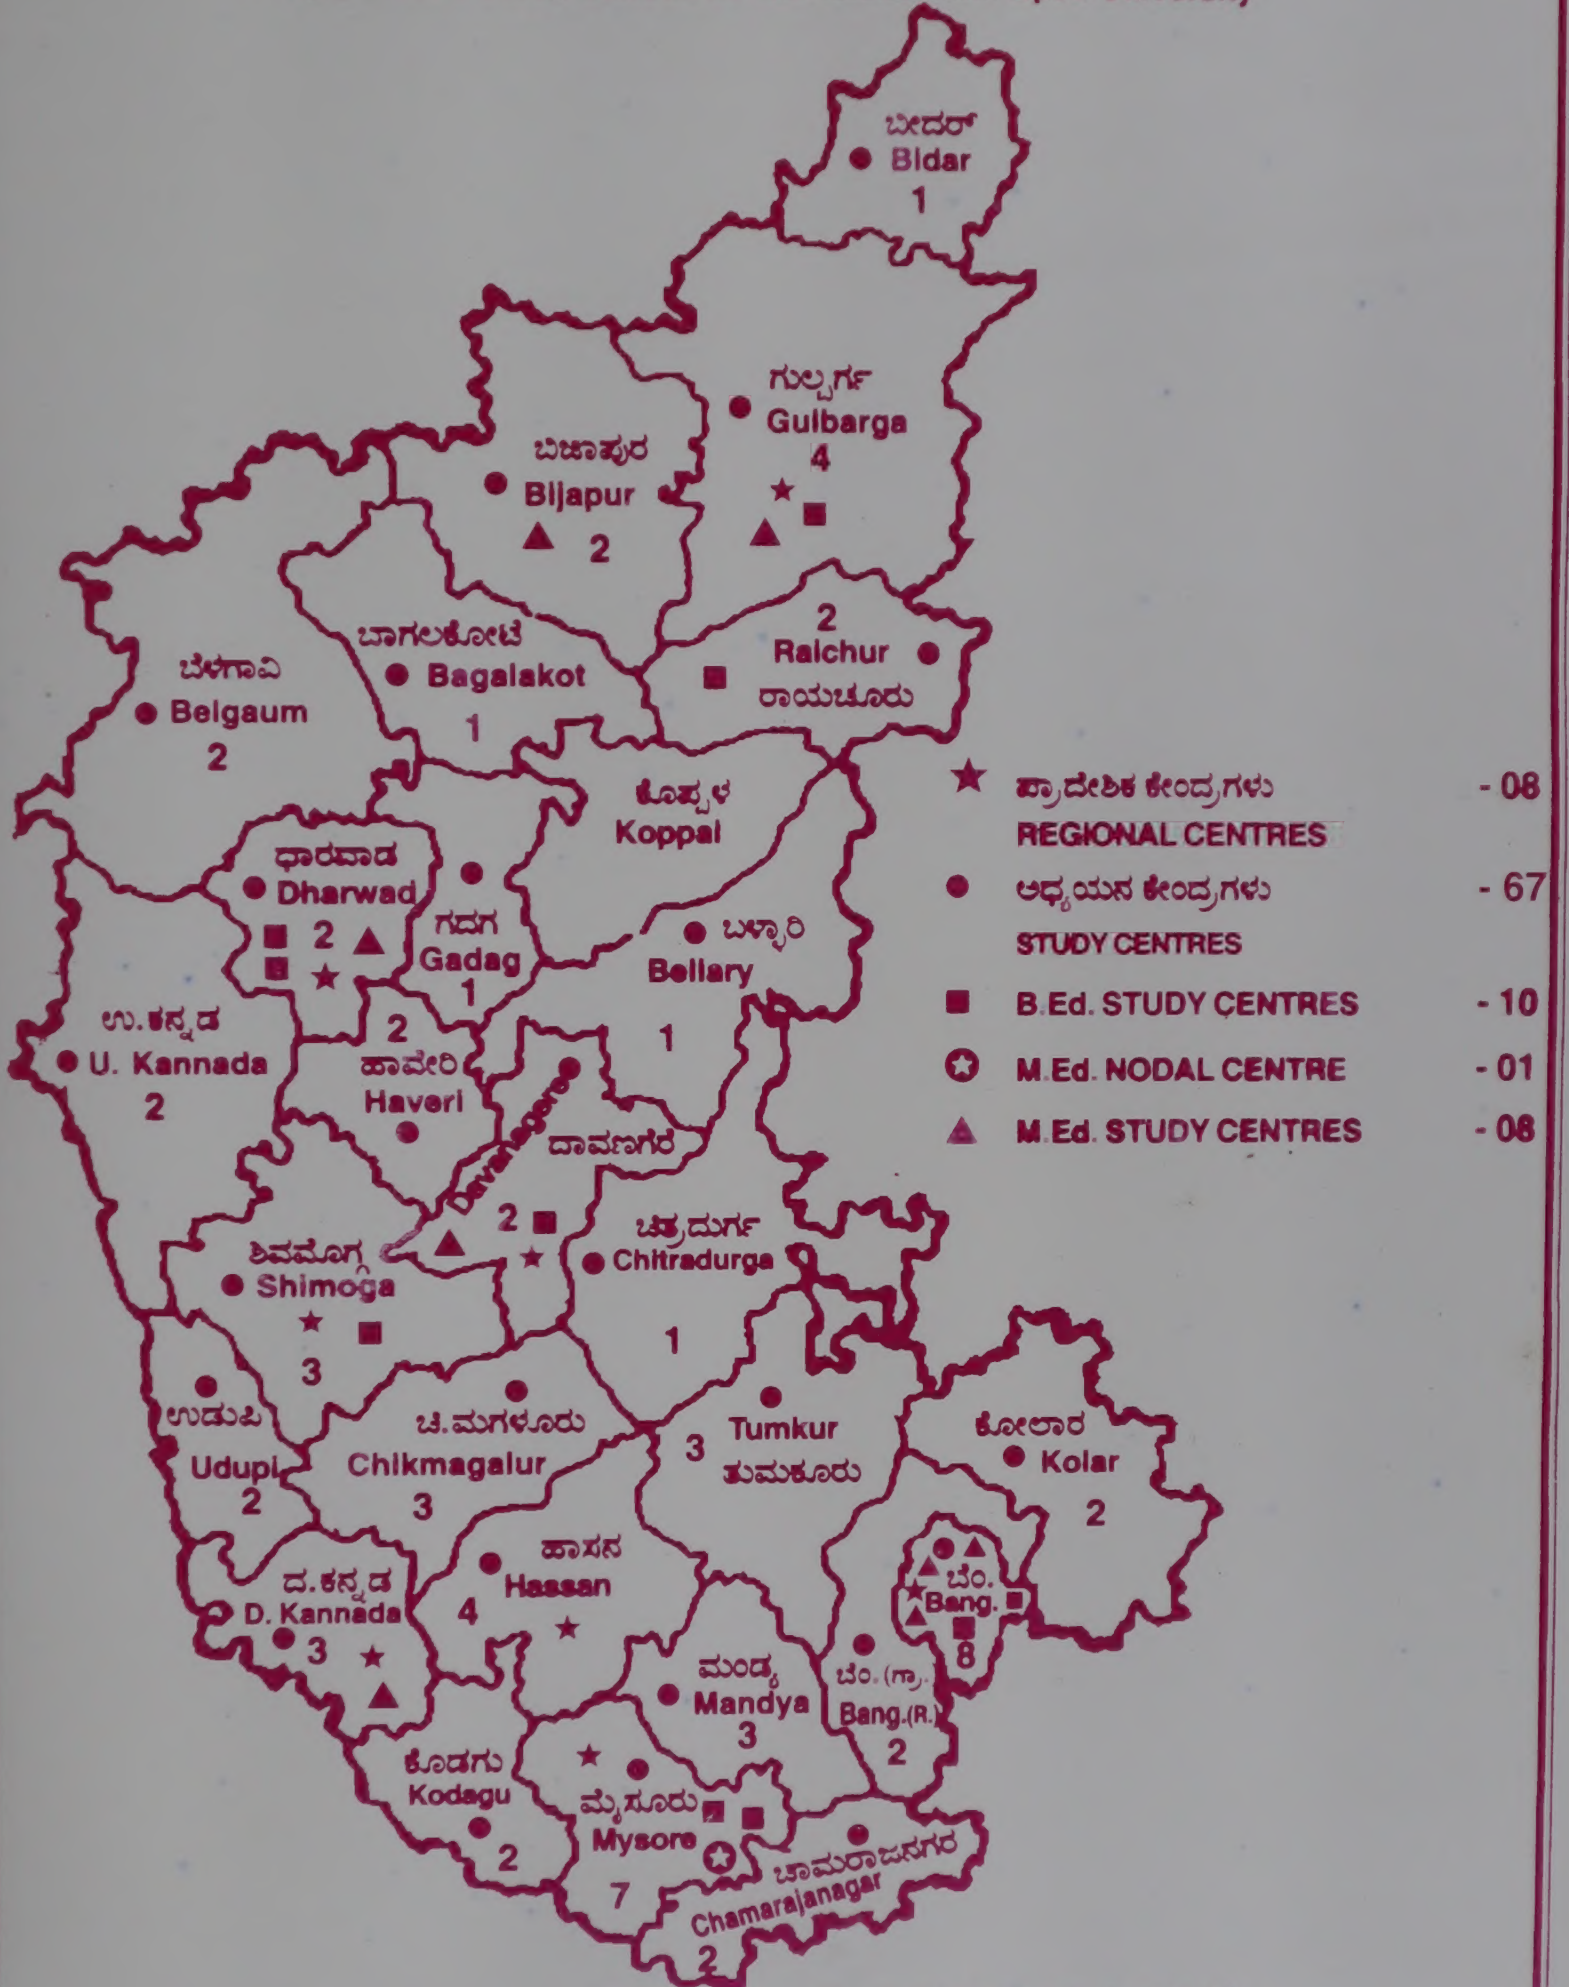 ಬೀದರ್
Bidar
1
ಗುಲ್ಬರ್ಗ
Gulbarga
4
ಬಿಜಾಪುರ
Bijapur
2
2
Raichur
ರಾಯಚೂರು
ಬಾಗಲಕೋಟೆ
Bagalakot
1
ಬೆಳಗಾವಿ
Belgaum
2
ಕೊಪ್ಪಳ
Koppal
ಧಾರವಾಡ
Dharwad
2
ಗದಗ
Gadag
1
ಬಳ್ಳಾರಿ
Bellary
1
ಉ.ಕನ್ನಡ
U. Kannada
2
2
ಹಾವೇರಿ
Haveri
Davanagere
ದಾವಣಗೆರೆ
2
ಚಿತ್ರದುರ್ಗ
Chitradurga
1
ಶಿವಮೊಗ್ಗ
Shimoga
3
ಉಡುಪಿ
Udupi
2
ಚಿ.ಮಗಳೂರು
Chikmagalur
3
3 Tumkur
ತುಮಕೂರು
ಕೋಲಾರ
Kolar
2
ಹಾಸನ
Hassan
4
ದ.ಕನ್ನಡ
D. Kannada
3
ಬೆಂ.
Bang.
8
ಬೆಂ.(ಗ್ರಾ.
Bang.(R.)
2
ಮಂಡ್ಯ
Mandya
3
ಕೊಡಗು
Kodagu
2
ಮೈಸೂರು
Mysore
7
ಚಾಮರಾಜನಗರ
Chamarajanagar
2
ಪ್ರಾದೇಶಿಕ ಕೇಂದ್ರಗಳು - 08
REGIONAL CENTRES
ಅಧ್ಯಯನ ಕೇಂದ್ರಗಳು - 67
STUDY CENTRES
B.Ed. STUDY CENTRES - 10
M.Ed. NODAL CENTRE - 01
M.Ed. STUDY CENTRES - 08